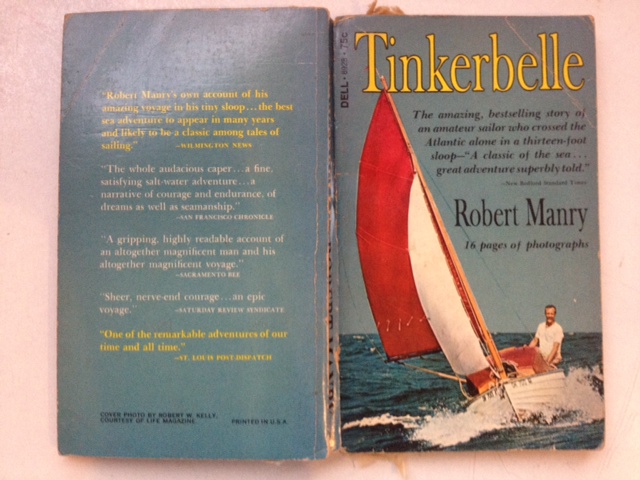 "Robert Manry's own account of his
amazing voyage in his tiny sloop...the best
sea adventure to appear in many years
and likely to be a classic among tales of
sailing."
—WILMINGTON NEWS
"The whole audacious caper...a fine,
satisfying salt-water adventure...a
narrative of courage and endurance, of
dreams as well as seamanship."
—SAN FRANCISCO CHRONICLE
"A gripping, highly readable account of
an altogether magnificent man and his
altogether magnificent voyage."
—SACRAMENTO BEE
"Sheer, nerve-end courage...an epic
voyage."
—SATURDAY REVIEW SYNDICATE
"One of the remarkable adventures of our
time and all time."
—ST. LOUIS POST-DISPATCH
COVER PHOTO BY ROBERT W. KELLY,
COURTESY OF LIFE MAGAZINE.
PRINTED IN U.S.A.
DELL • 8929 • 75c
Tinkerbelle
The amazing, bestselling story of
an amateur sailor who crossed the
Atlantic alone in a thirteen-foot
sloop—"A classic of the sea...
great adventure superbly told."
—New Bedford Standard Times
Robert Manry
16 pages of photographs